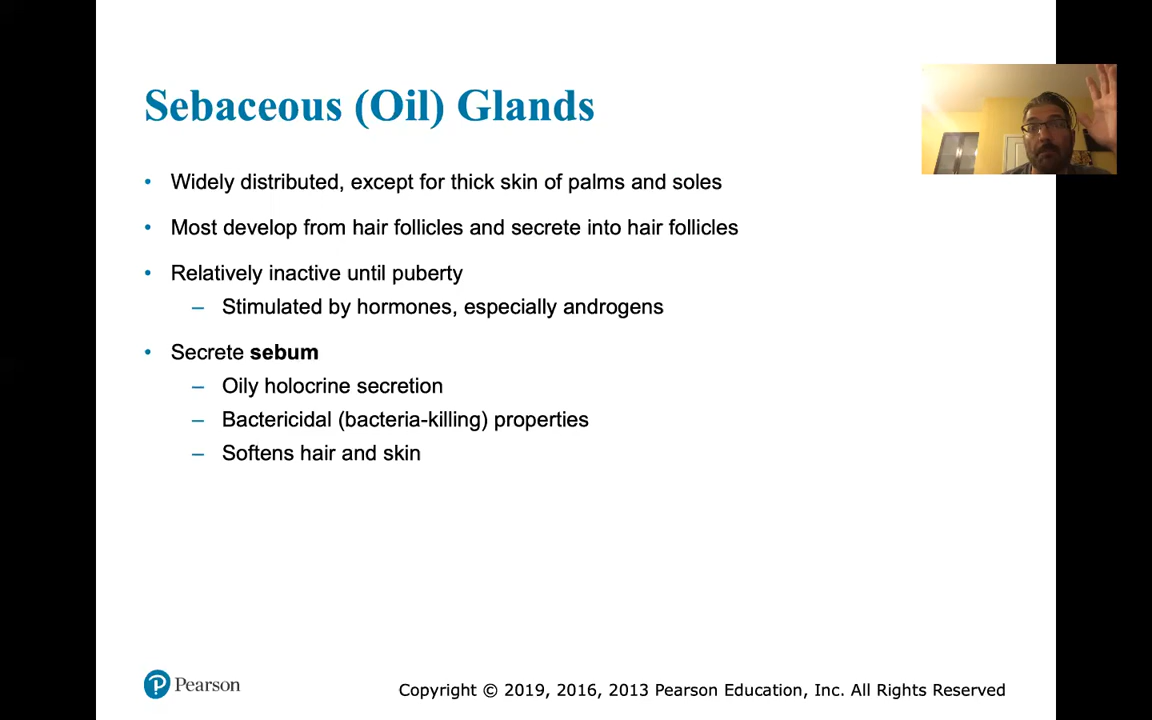 Sebaceous (Oil) Glands
• Widely distributed, except for thick skin of palms and soles
• Most develop from hair follicles and secrete into hair follicles
• Relatively inactive until puberty
– Stimulated by hormones, especially androgens
• Secrete sebum
– Oily holocrine secretion
– Bactericidal (bacteria-killing) properties
– Softens hair and skin
P Pearson
Copyright © 2019, 2016, 2013 Pearson Education, Inc. All Rights Reserved